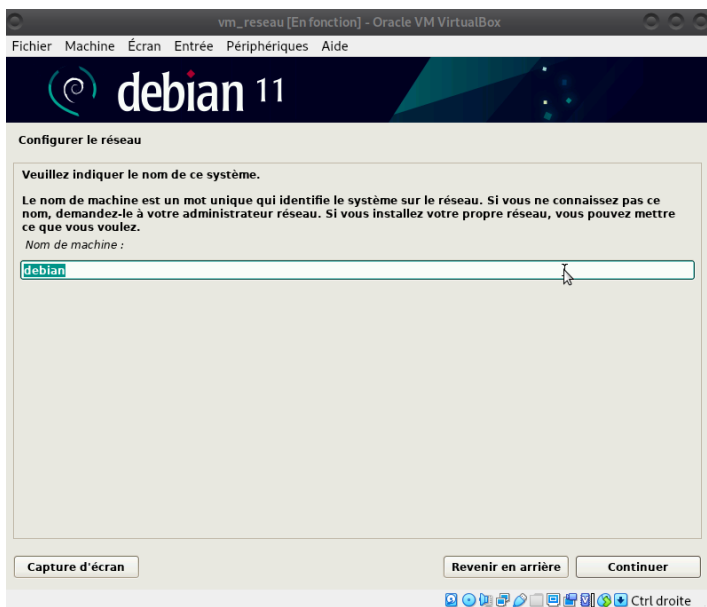 vm_reseau [En fonction] - Oracle VM VirtualBox
Fichier Machine Écran Entrée Périphériques Aide
debian 11
Configurer le réseau
Veuillez indiquer le nom de ce système.
Le nom de machine est un mot unique qui identifie le système sur le réseau. Si vous ne connaissez pas ce
nom, demandez-le à votre administrateur réseau. Si vous installez votre propre réseau, vous pouvez mettre
ce que vous voulez.
Nom de machine :
debian
Capture d'écran
Revenir en arrière
Continuer
Ctrl droite